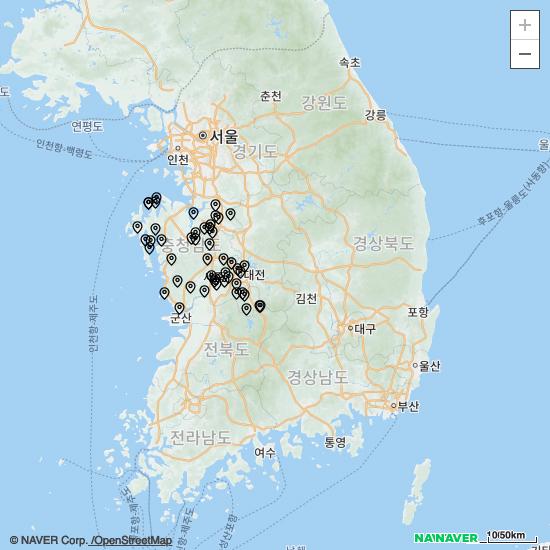 +
−
속초
춘천
강원도
강릉
연평도
서울
인천
경기도
인천항-백령도
울
후포항-울릉도(사동항)
충청남도
경상북도
대전
김천
인천항-제주도
군산
포항
대구
전북도
울산
경상남도
부산
전라남도
통영
여수
© NAVER Corp. /OpenStreetMap
NAVER
10/50km